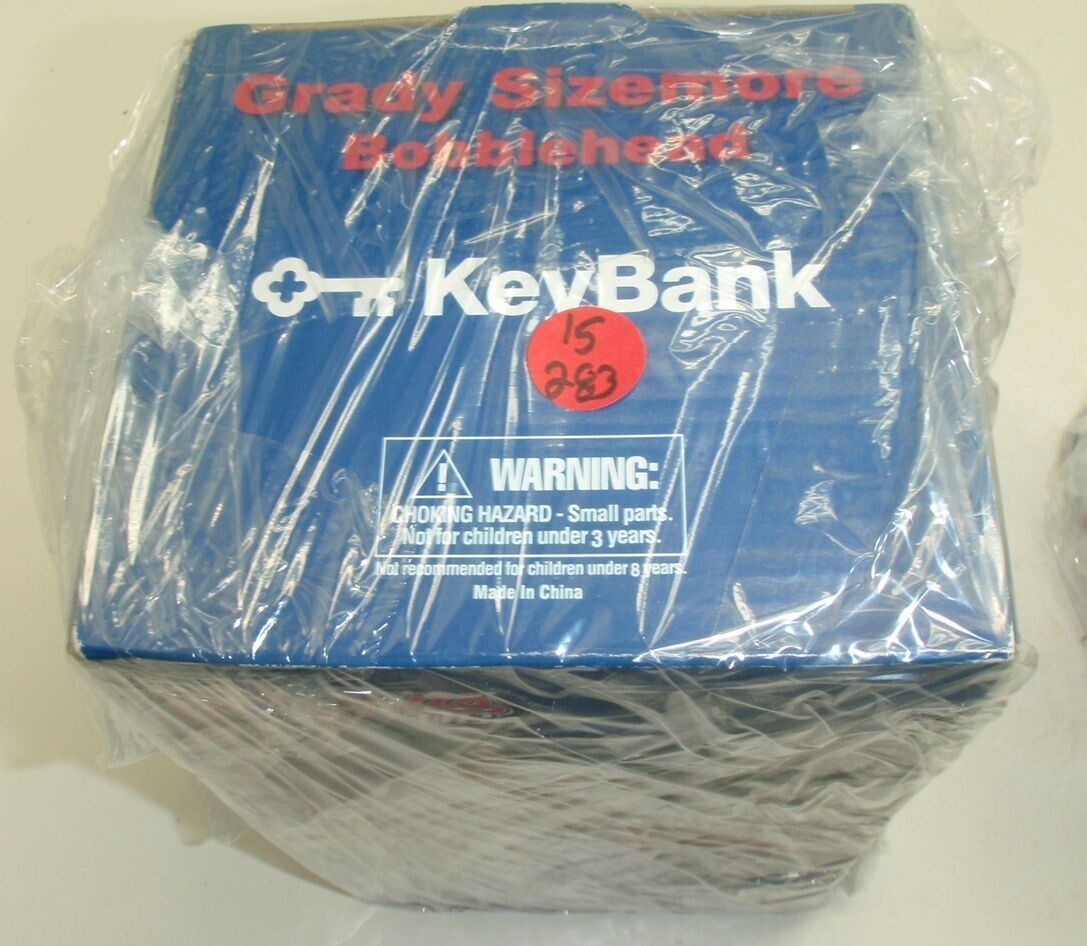 Grady Sizemore
Bobblehead
KeyBank
15
283
WARNING:
CHOKING HAZARD - Small parts.
Not for children under 3 years.
Not recommended for children under 8 years.
Made In China